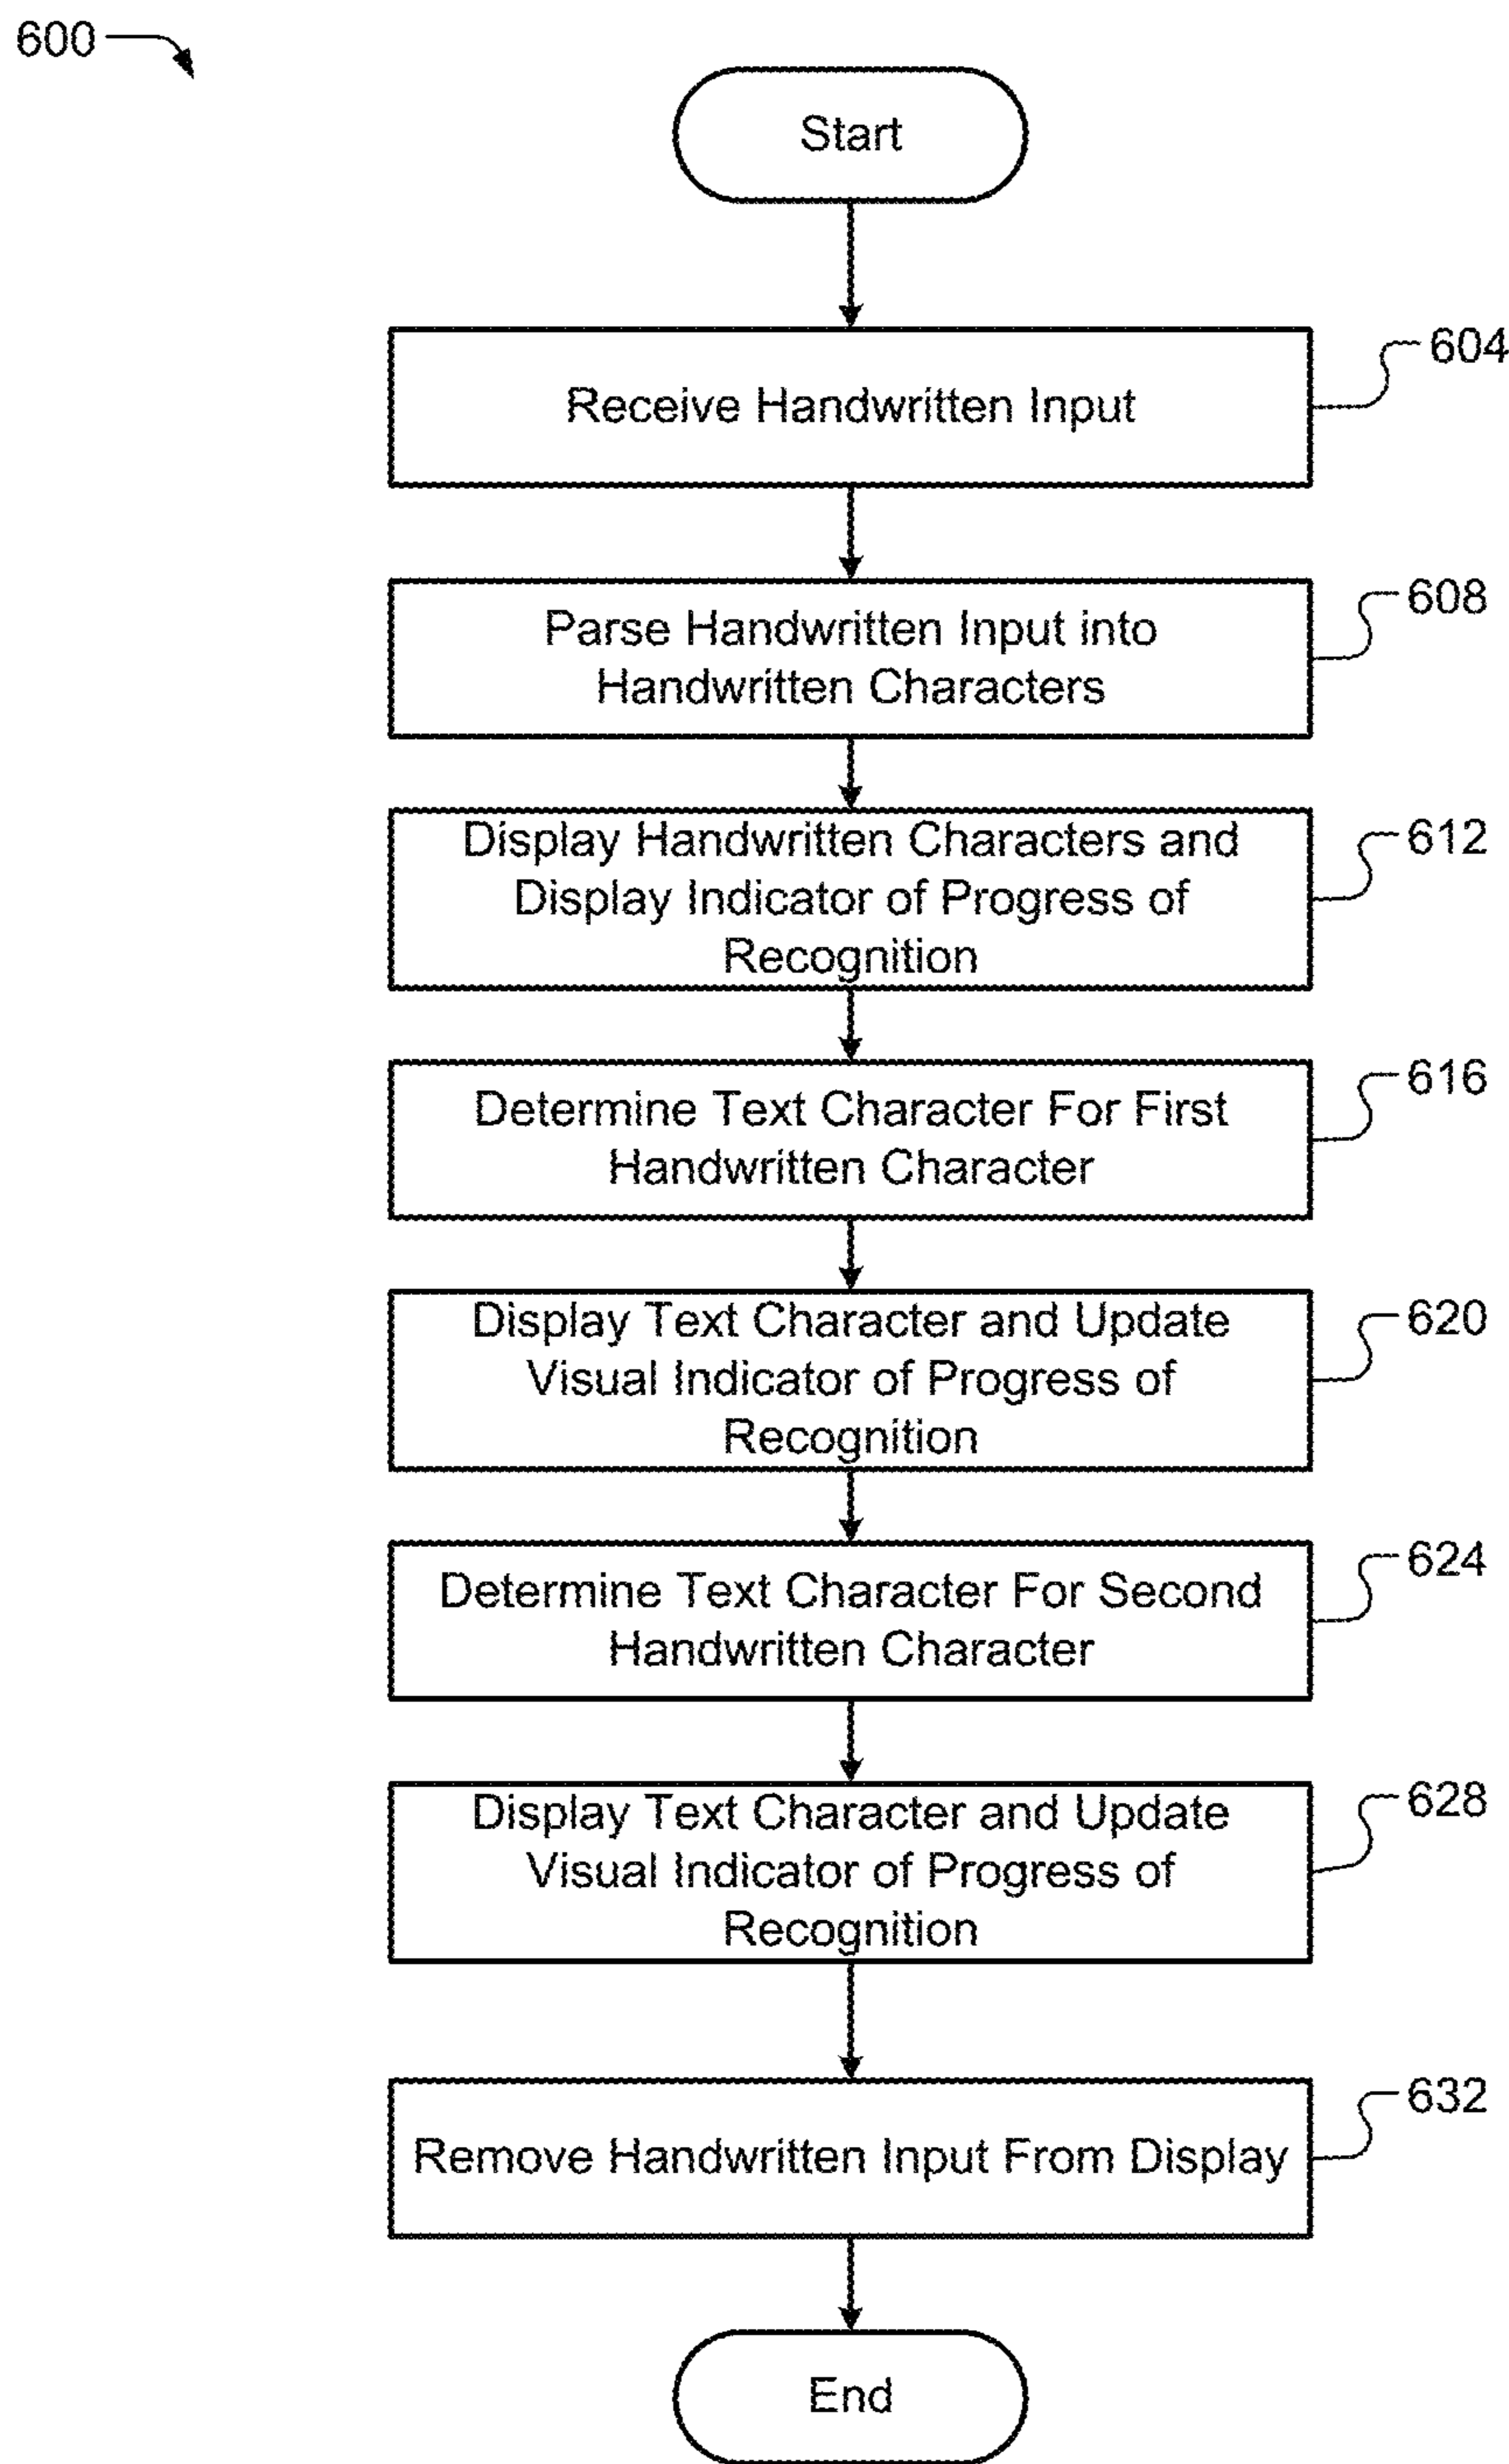 600
Start
Receive Handwritten Input
604
Parse Handwritten Input into
Handwritten Characters
608
Display Handwritten Characters and
Display Indicator of Progress of
Recognition
612
Determine Text Character For First
Handwritten Character
616
Display Text Character and Update
Visual Indicator of Progress of
Recognition
620
Determine Text Character For Second
Handwritten Character
624
Display Text Character and Update
Visual Indicator of Progress of
Recognition
628
Remove Handwritten Input From Display
632
End